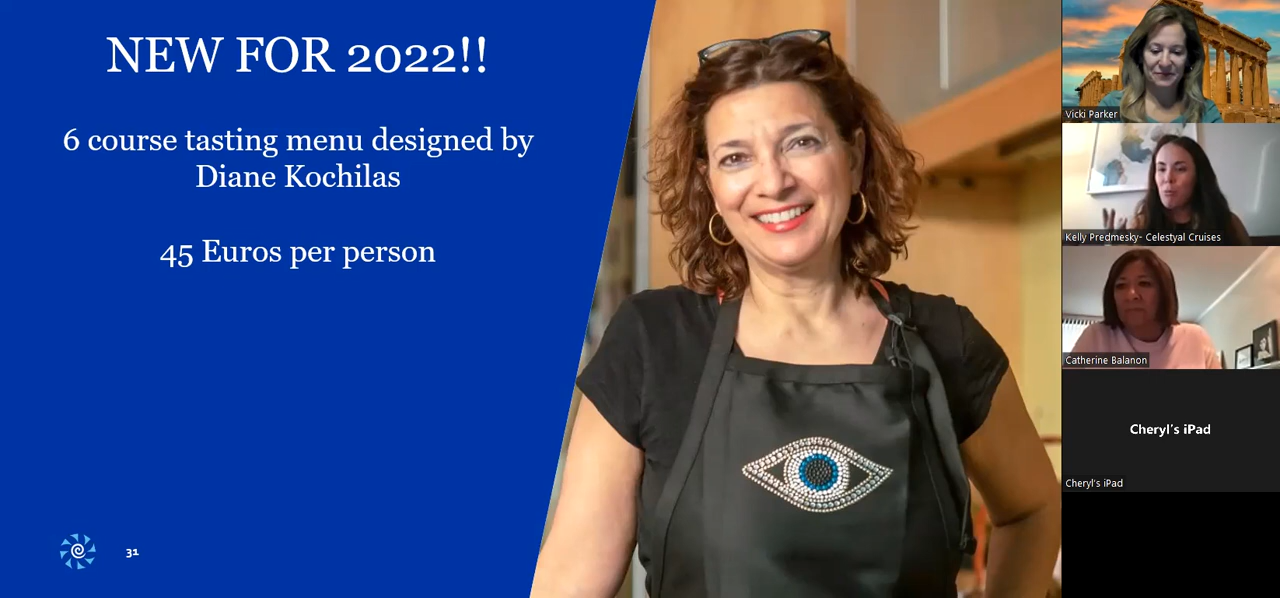 NEW FOR 2022!!
6 course tasting menu designed by
Diane Kochilas
45 Euros per person
31
Vicki Parker
Kelly Predmesky- Celestyal Cruises
Catherine Balanon
Cheryl's iPad
Cheryl's iPad